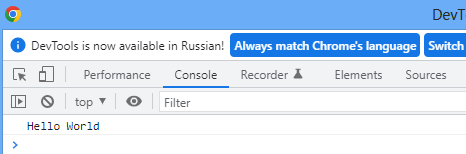 DevT
DevTools is now available in Russian! Always match Chrome's language Switch
Performance Console Recorder Elements Sources
top Filter
Hello World